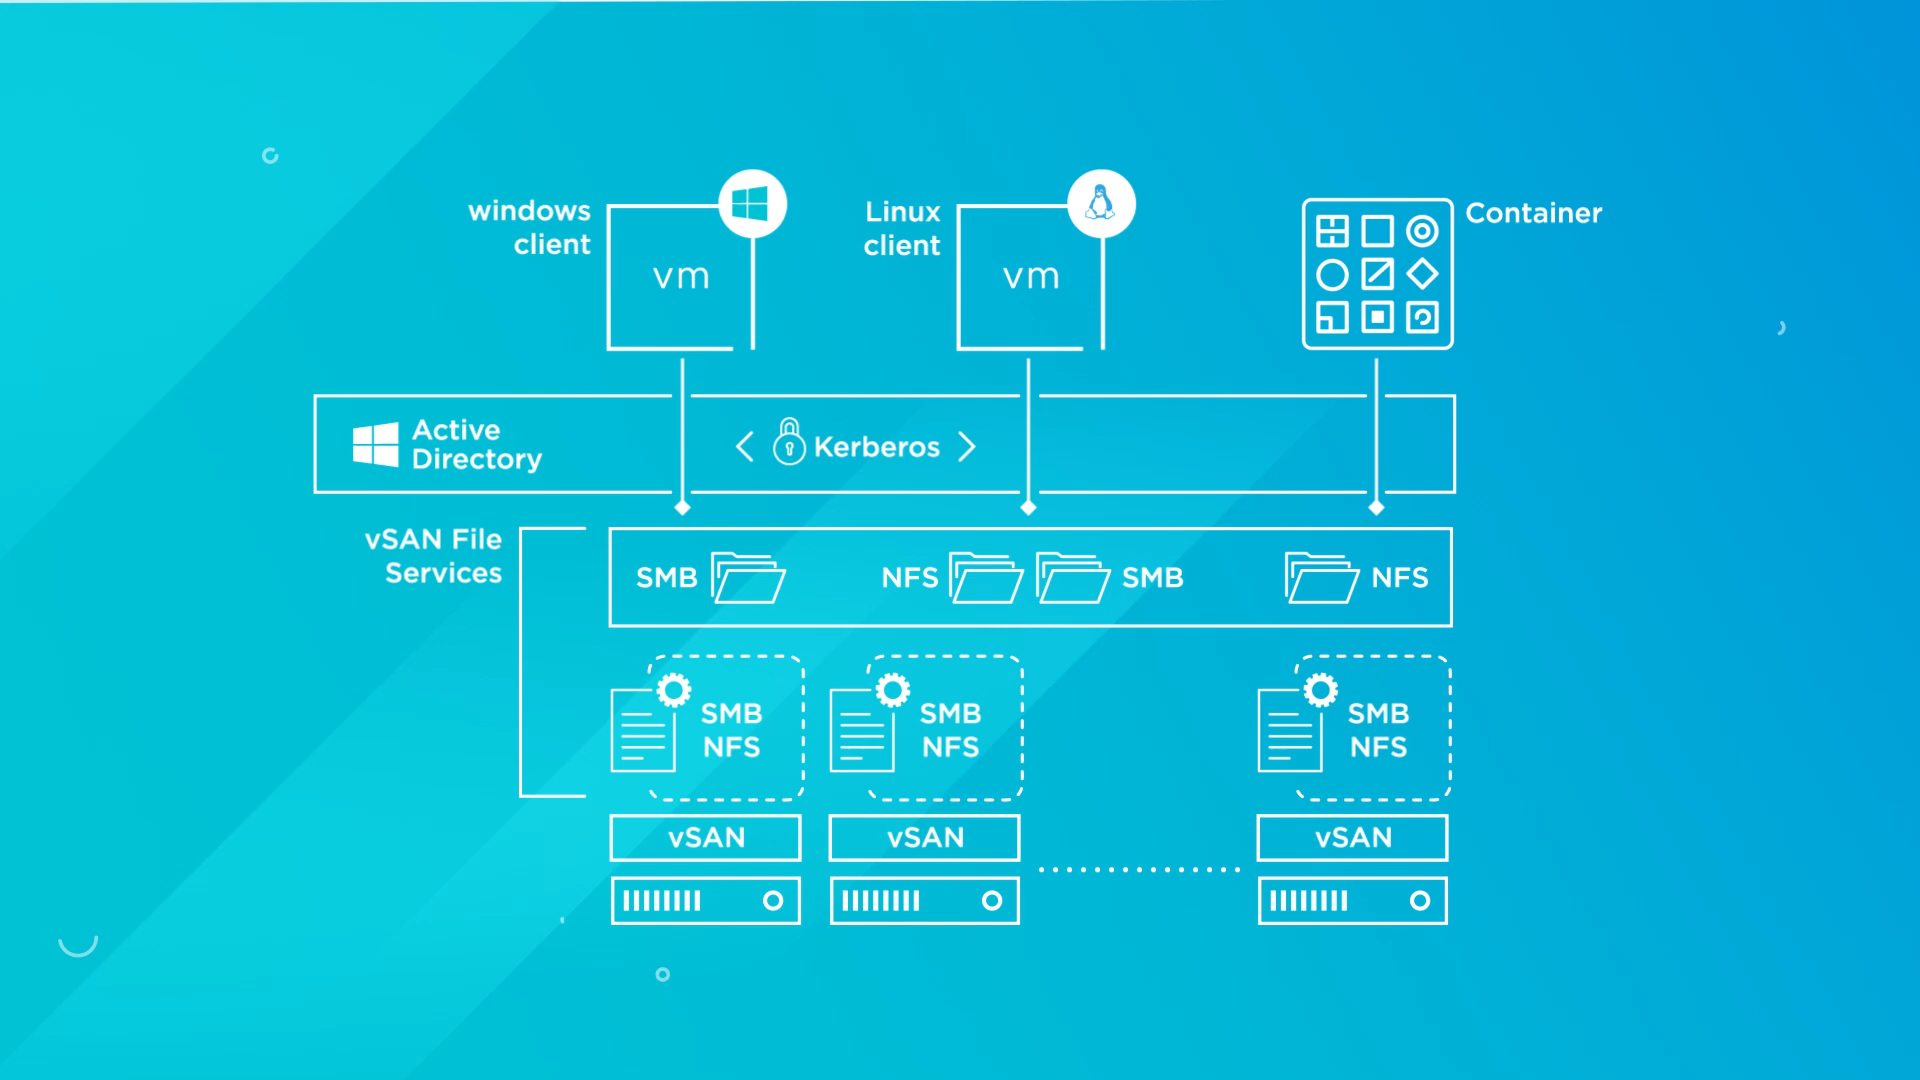 windows
client
vm
Linux
client
vm
Container
Active
Directory
Kerberos
vSAN File
Services
SMB
NFS
SMB
NFS
SMB
NFS
SMB
NFS
SMB
NFS
vSAN
vSAN
vSAN